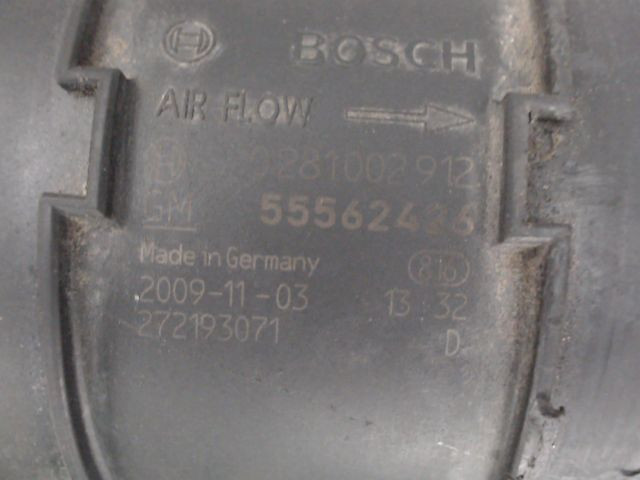 BOSCH
AIR FLOW
0281002912
GM 55562426
Made in Germany 816
2009-11-03 13 32
272193071 D